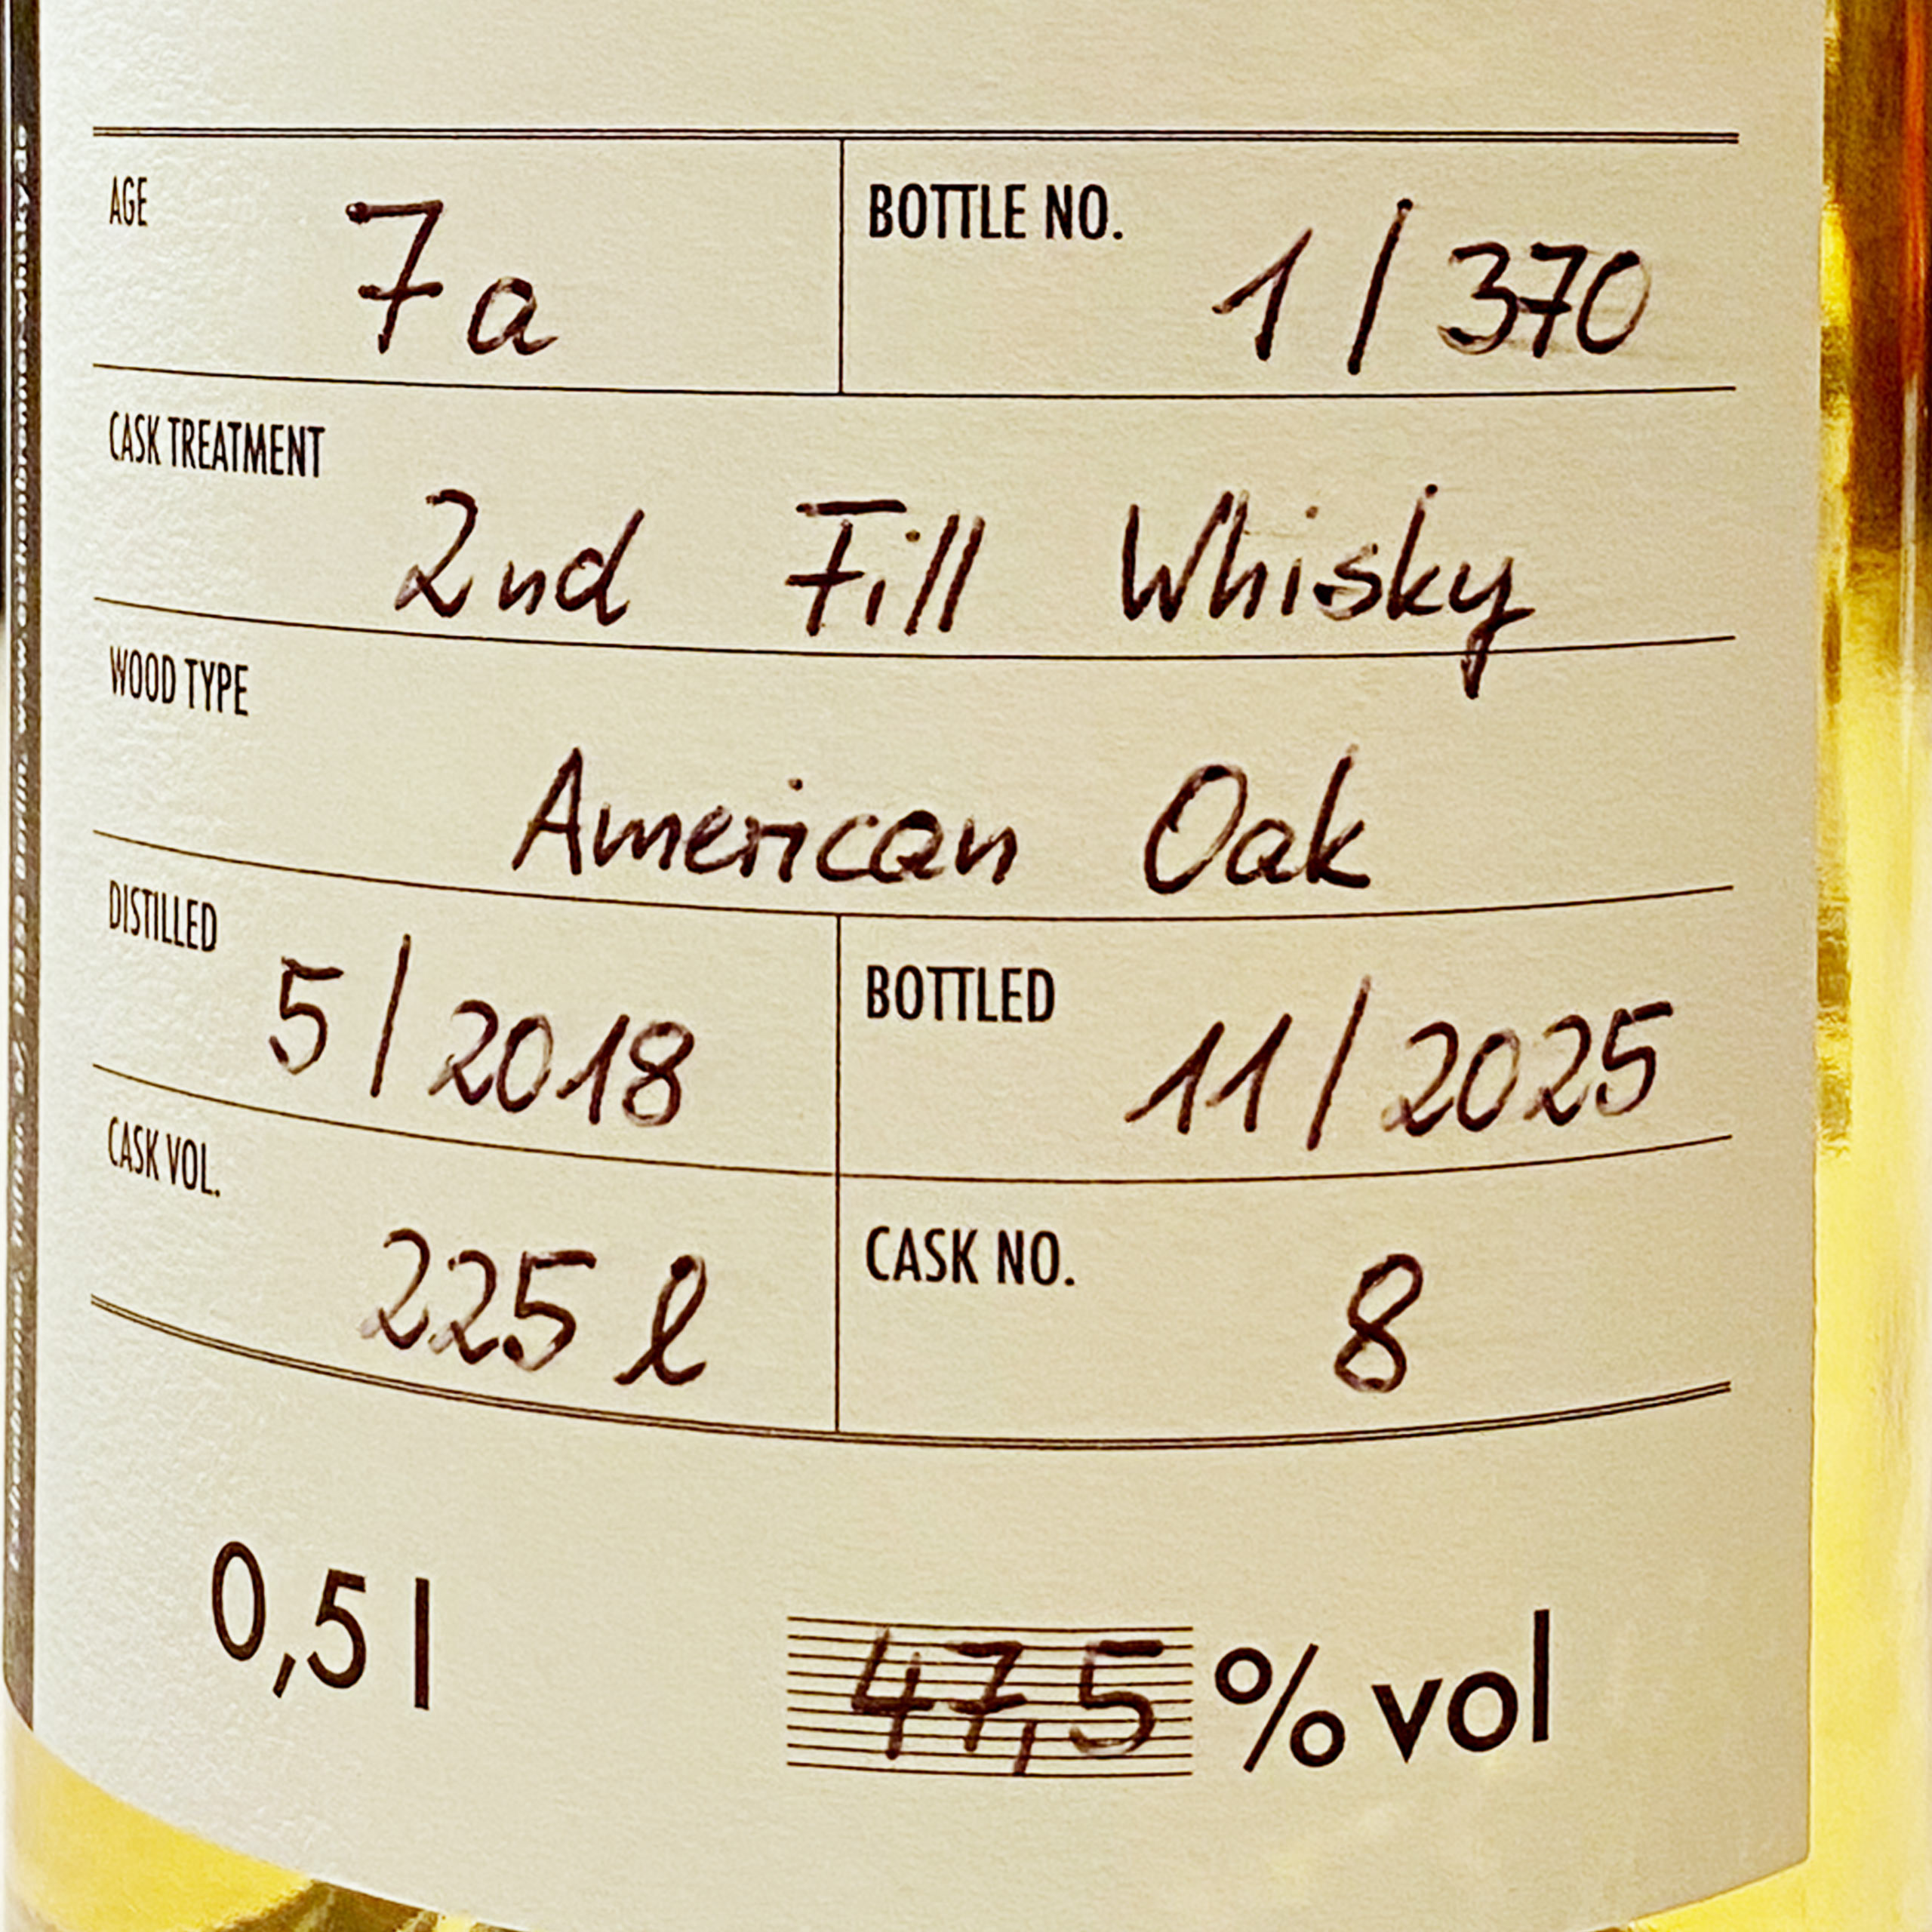 AGE 7a BOTTLE NO. 1/370
CASK TREATMENT
2nd Fill Whisky
WOOD TYPE
American Oak
DISTILLED 5/2018 BOTTLED 11/2025
CASK VOL. 225 l CASK NO. 8
0,5 l 47,5 % vol